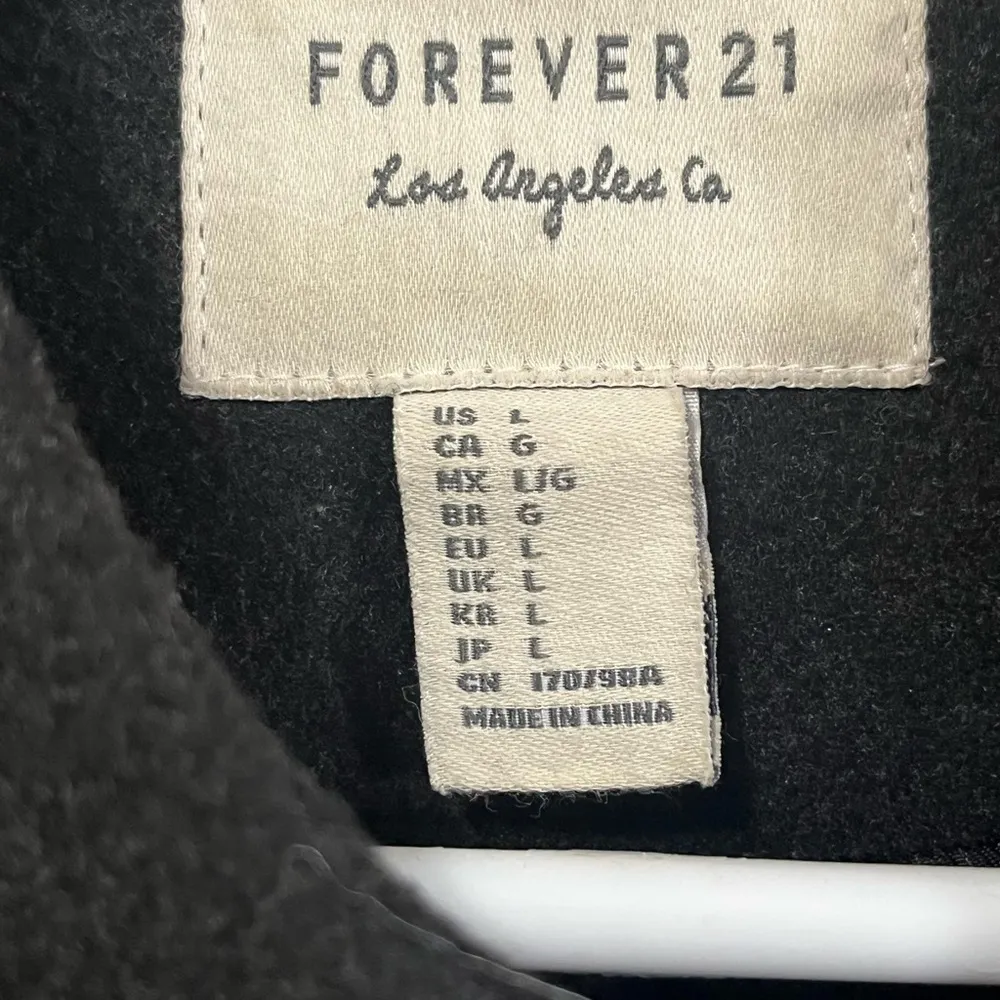 FOREVER 21
Los Angeles Ca
US L
CA G
MX L/G
BR G
EU L
UK L
KR L
JP L
CN 170/98A
MADE IN CHINA